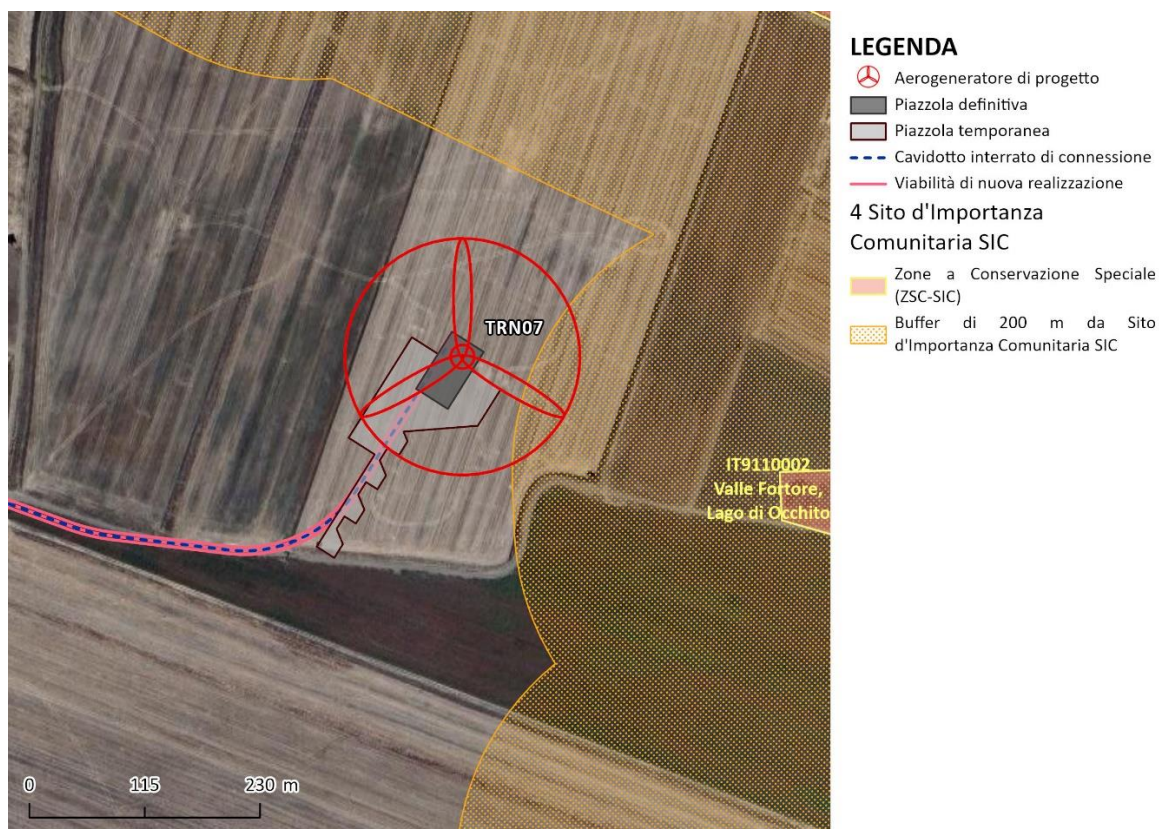 TRN07
IT9110002
Valle Fortore,
Lago di Occhito
0 115 230 m
LEGENDA
Aerogeneratore di progetto
Piazzola definitiva
Piazzola temporanea
Cavidotto interrato di connessione
Viabilità di nuova realizzazione
4 Sito d'Importanza
Comunitaria SIC
Zone a Conservazione Speciale
(ZSC-SIC)
Buffer di 200 m da Sito
d'Importanza Comunitaria SIC